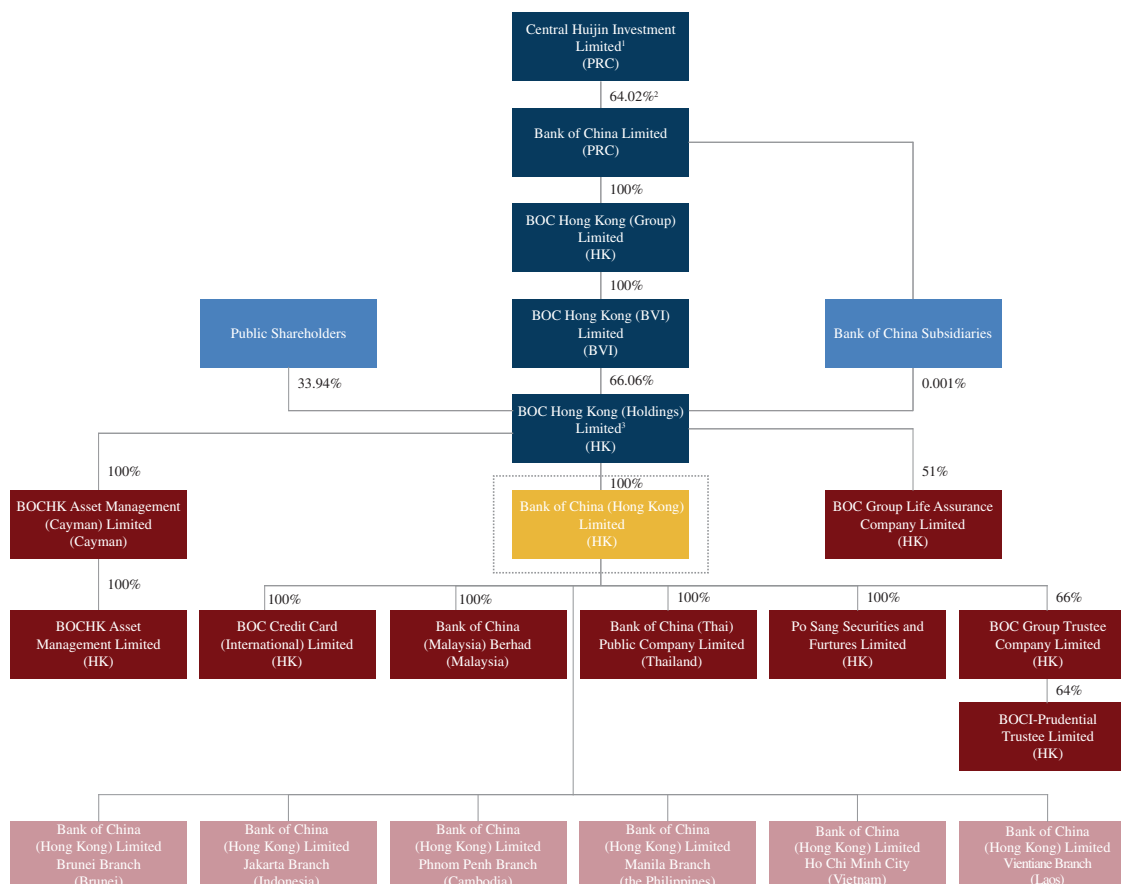 Central Huijin Investment
Limited¹
(PRC)
64.02%²
Bank of China Limited
(PRC)
100%
BOC Hong Kong (Group)
Limited
(HK)
100%
Public Shareholders
BOC Hong Kong (BVI)
Limited
(BVI)
Bank of China Subsidiaries
33.94%
66.06%
0.001%
BOC Hong Kong (Holdings)
Limited³
(HK)
100%
100%
51%
BOCHK Asset Management
(Cayman) Limited
(Cayman)
Bank of China (Hong Kong)
Limited
(HK)
BOC Group Life Assurance
Company Limited
(HK)
100%
100%
100%
100%
100%
66%
BOCHK Asset
Management Limited
(HK)
BOC Credit Card
(International) Limited
(HK)
Bank of China
(Malaysia) Berhad
(Malaysia)
Bank of China (Thai)
Public Company Limited
(Thailand)
Po Sang Securities and
Furtures Limited
(HK)
BOC Group Trustee
Company Limited
(HK)
64%
BOCI-Prudential
Trustee Limited
(HK)
Bank of China
(Hong Kong) Limited
Brunei Branch
(Brunei)
Bank of China
(Hong Kong) Limited
Jakarta Branch
(Indonesia)
Bank of China
(Hong Kong) Limited
Phnom Penh Branch
(Cambodia)
Bank of China
(Hong Kong) Limited
Manila Branch
(the Philippines)
Bank of China
(Hong Kong) Limited
Ho Chi Minh City
(Vietnam)
Bank of China
(Hong Kong) Limited
Vientiane Branch
(Laos)